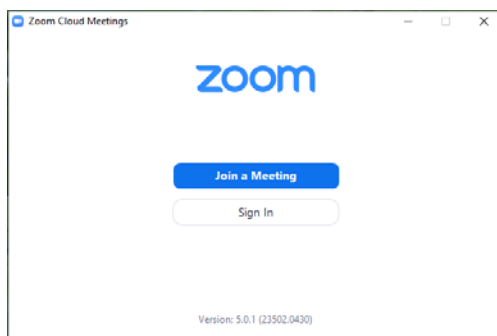 Zoom Cloud Meetings
zoom
Join a Meeting
Sign In
Version: 5.0.1 (23502.0430)